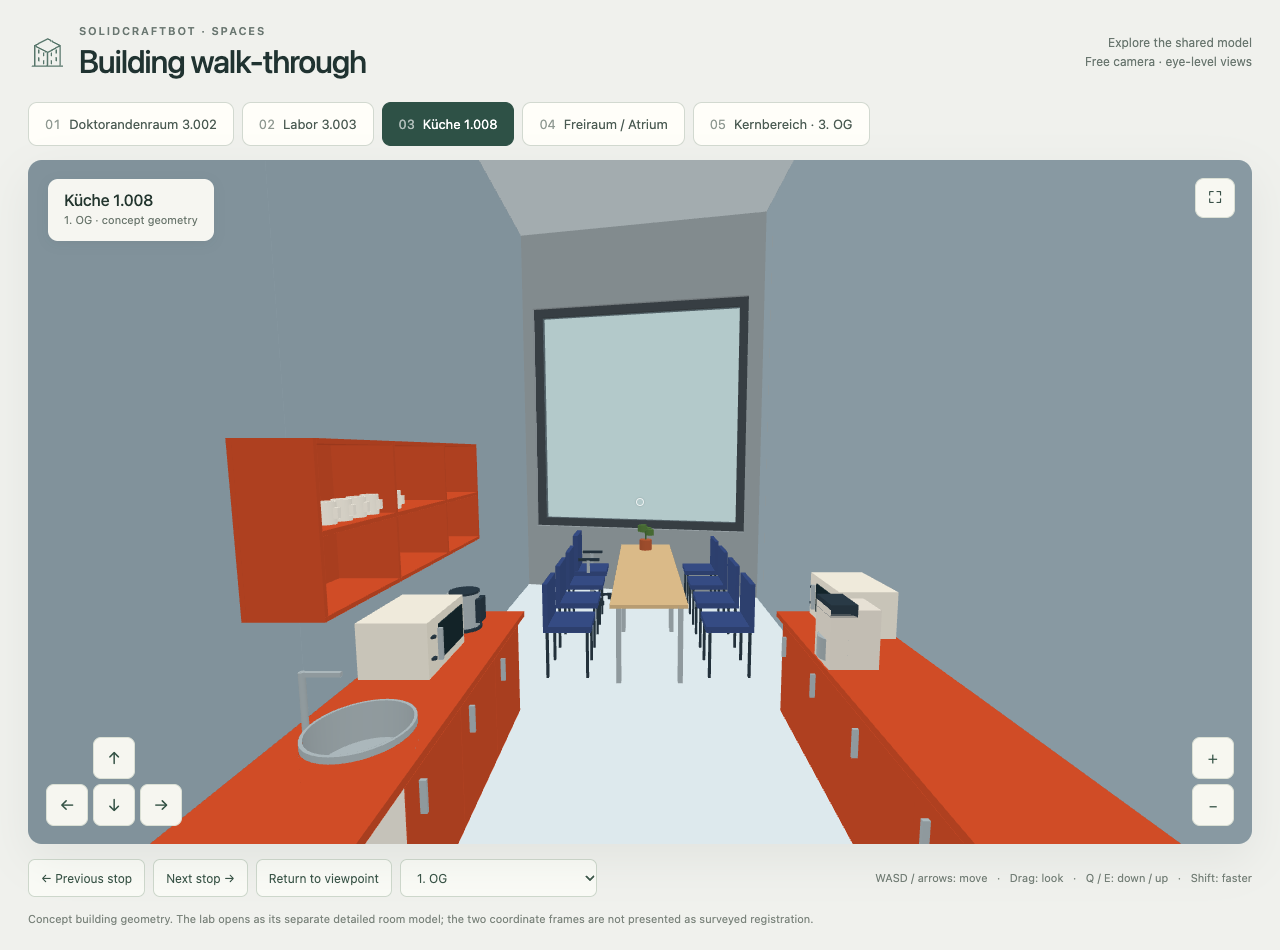 SOLIDCRAFTBOT · SPACES
Building walk-through
Explore the shared model
Free camera · eye-level views
01 Doktorandenraum 3.002
02 Labor 3.003
03 Küche 1.008
04 Freiraum / Atrium
05 Kernbereich · 3. OG
Küche 1.008
1. OG · concept geometry
↑
← ↓ →
+
−
← Previous stop
Next stop →
Return to viewpoint
1. OG
WASD / arrows: move · Drag: look · Q / E: down / up · Shift: faster
Concept building geometry. The lab opens as its separate detailed room model; the two coordinate frames are not presented as surveyed registration.